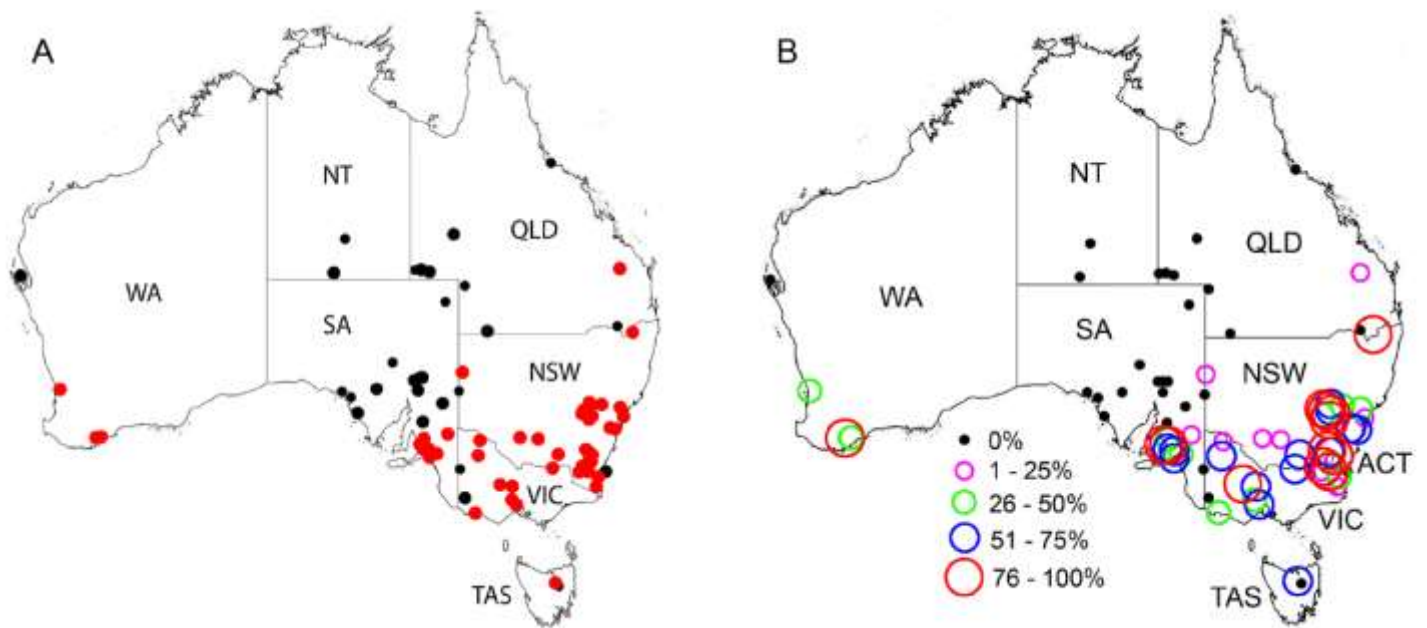 A
NT
QLD
WA
SA
NSW
VIC
TAS
B
NT
QLD
WA
SA
NSW
ACT
VIC
TAS
0%
1 - 25%
26 - 50%
51 - 75%
76 - 100%